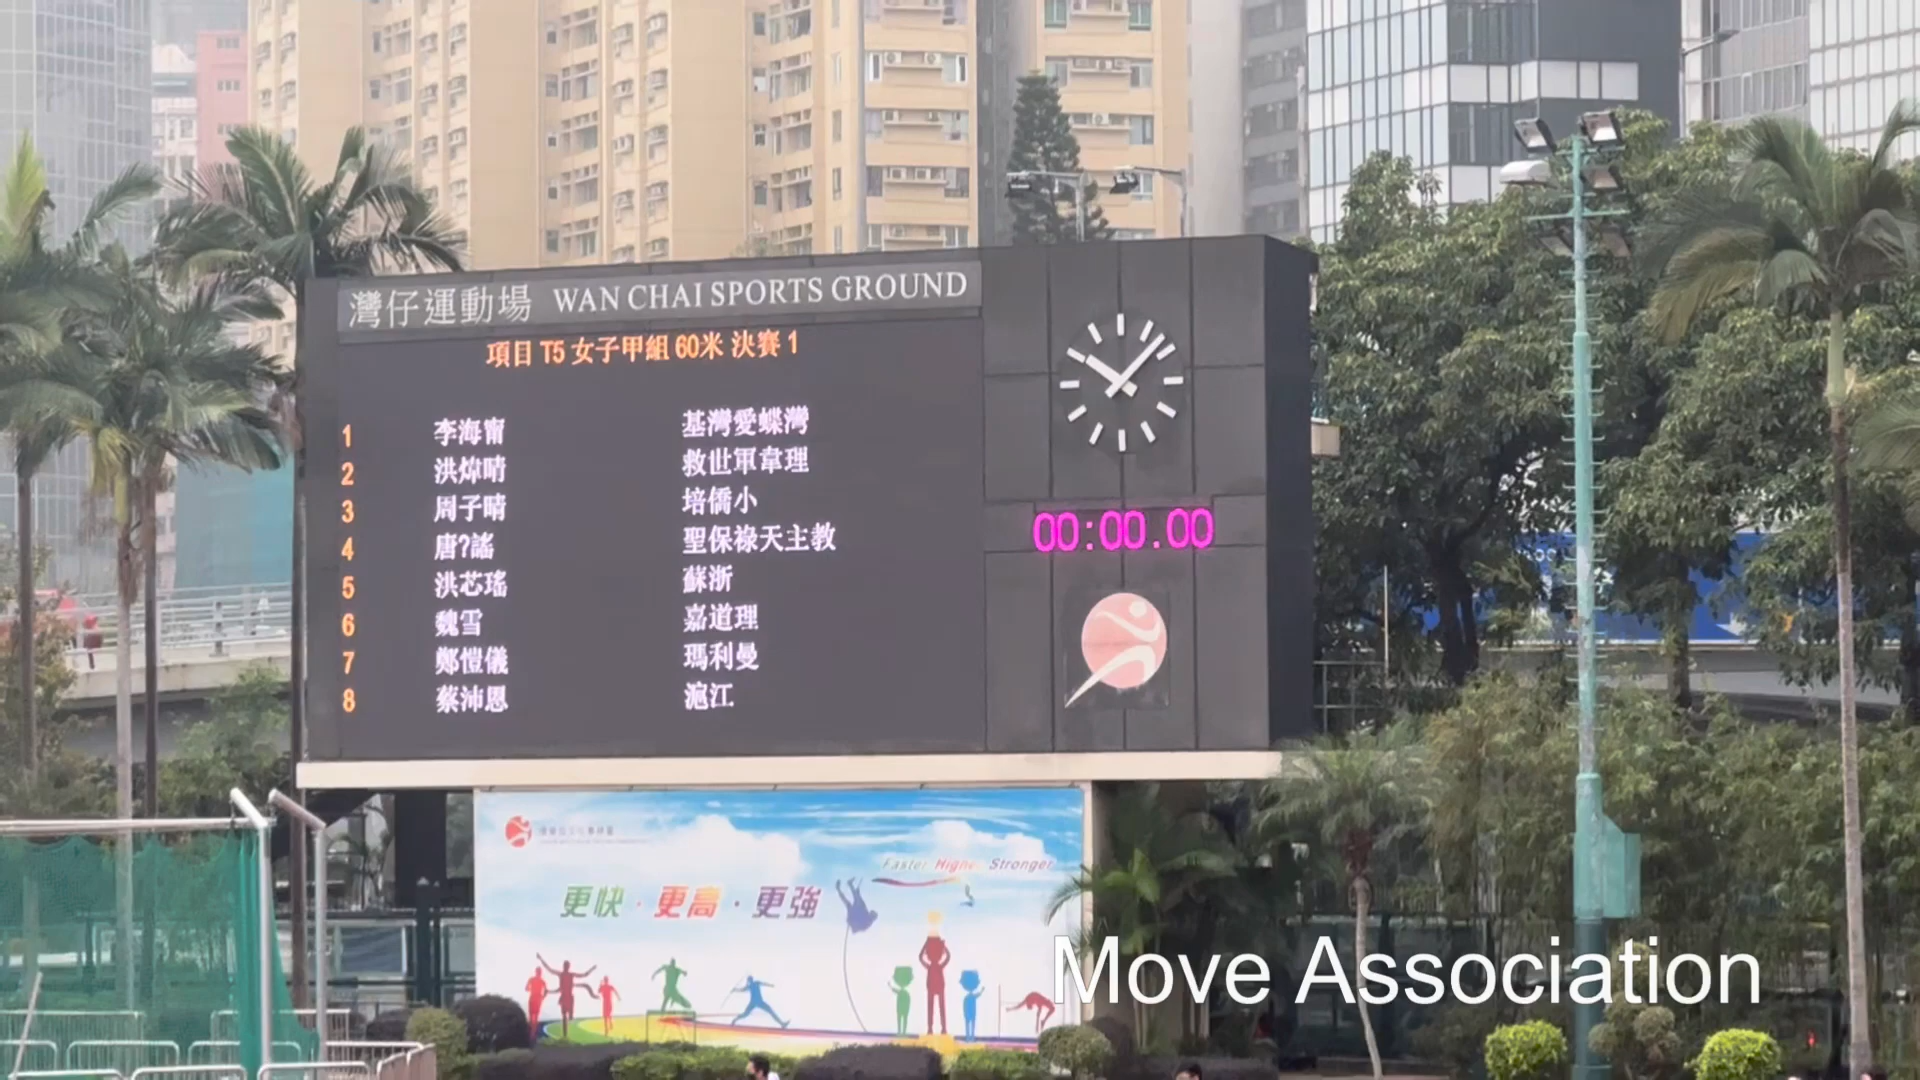 灣仔運動場 WAN CHAI SPORTS GROUND
項目 T5 女子甲組 60米 決賽 1
1 李海甯 基灣愛蝶灣
2 洪煒晴 救世軍韋理
3 周子晴 培僑小
4 唐?謠 聖保祿天主教
5 洪芯瑤 蘇浙
6 魏雪 嘉道理
7 鄭愷儀 瑪利曼
8 蔡沛恩 滬江
00:00.00
Faster Higher Stronger
更快·更高·更強
Move Association